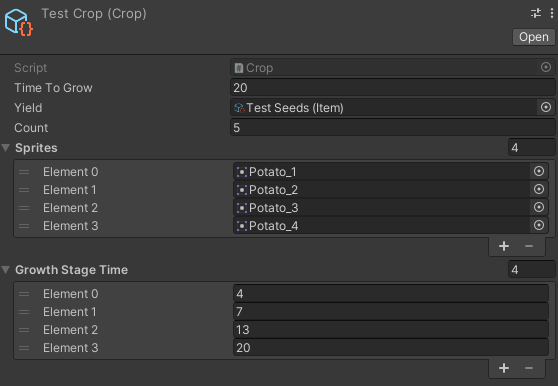 Test Crop (Crop)
Open
Script Crop
Time To Grow 20
Yield Test Seeds (Item)
Count 5
Sprites 4
Element 0 Potato_1
Element 1 Potato_2
Element 2 Potato_3
Element 3 Potato_4
Growth Stage Time 4
Element 0 4
Element 1 7
Element 2 13
Element 3 20